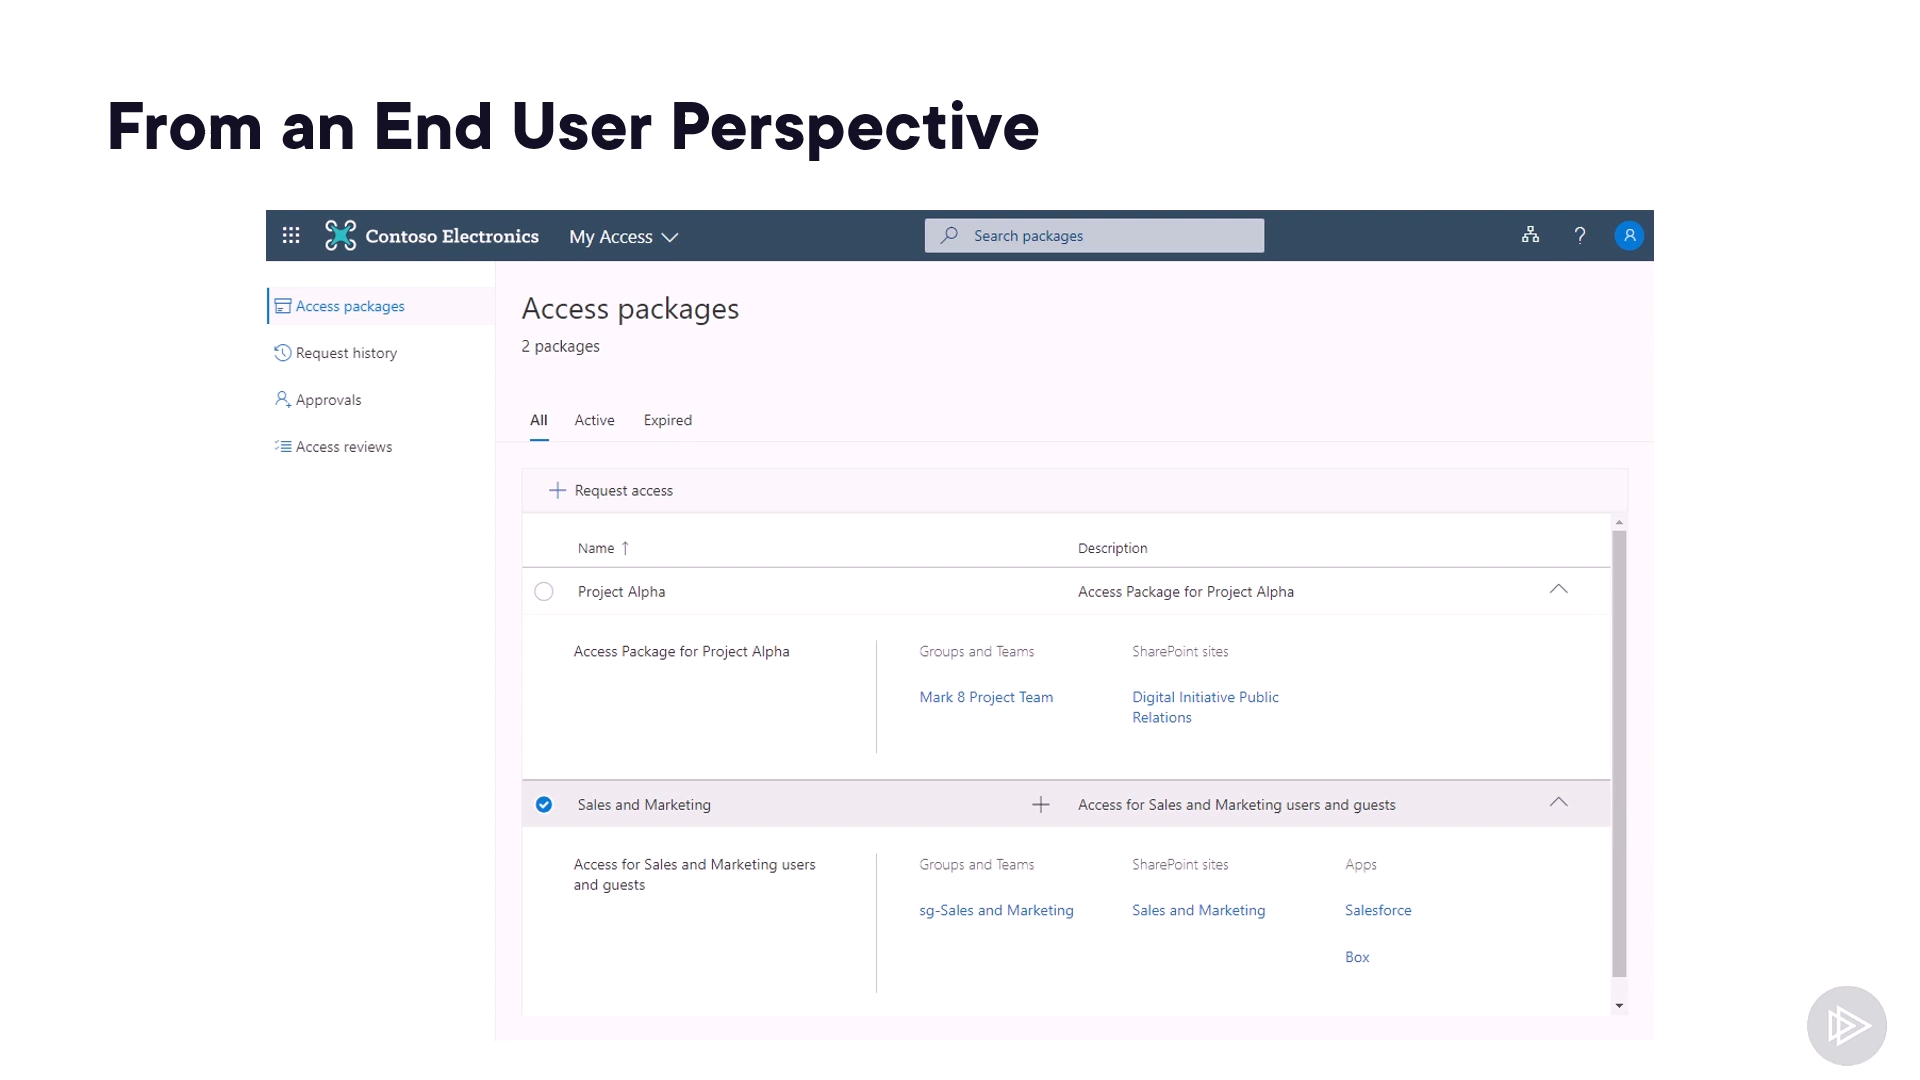 From an End User Perspective
Contoso Electronics My Access Search packages ?
Access packages
Request history
Approvals
Access reviews
Access packages
2 packages
All Active Expired
Request access
Name ↑ Description
Project Alpha Access Package for Project Alpha
Access Package for Project Alpha Groups and Teams SharePoint sites
Mark 8 Project Team Digital Initiative Public
Relations
Sales and Marketing + Access for Sales and Marketing users and guests
Access for Sales and Marketing users Groups and Teams SharePoint sites Apps
and guests
sg-Sales and Marketing Sales and Marketing Salesforce
Box